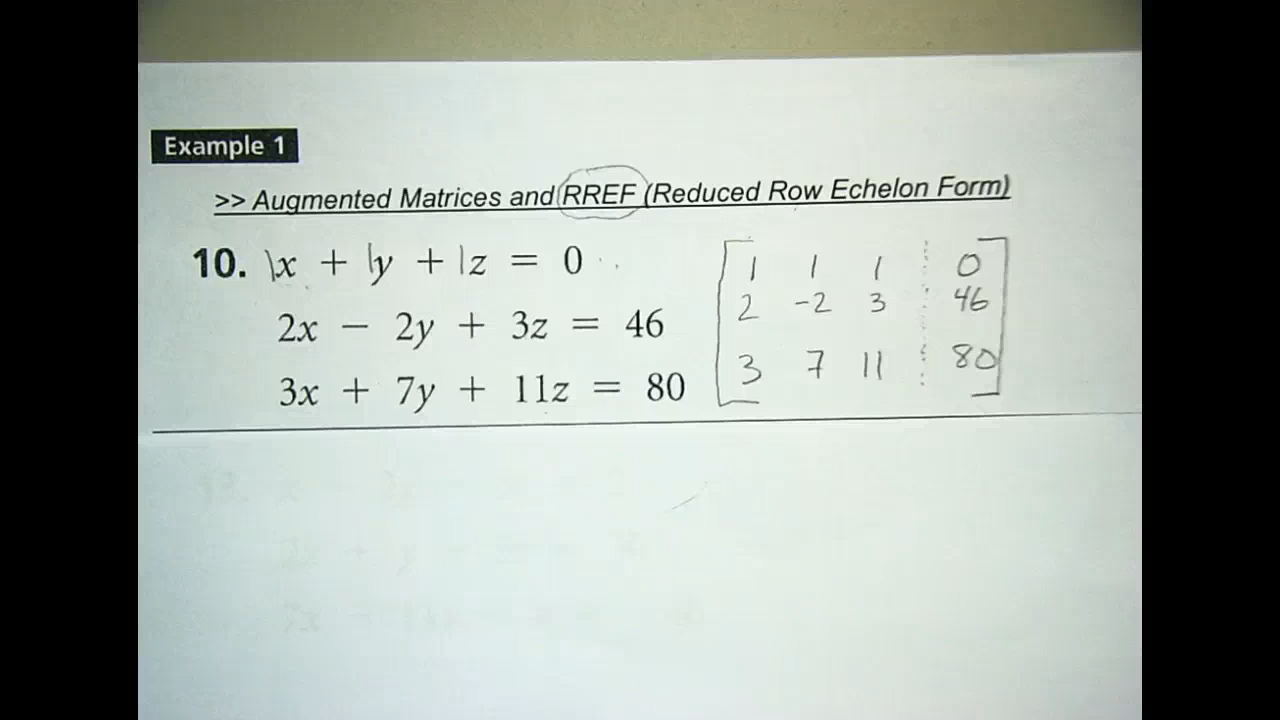 Example 1
>> Augmented Matrices and RREF (Reduced Row Echelon Form)
10. 1x + 1y + 1z = 0
2x − 2y + 3z = 46
3x + 7y + 11z = 80
1 1 1 0
2 -2 3 46
3 7 11 80